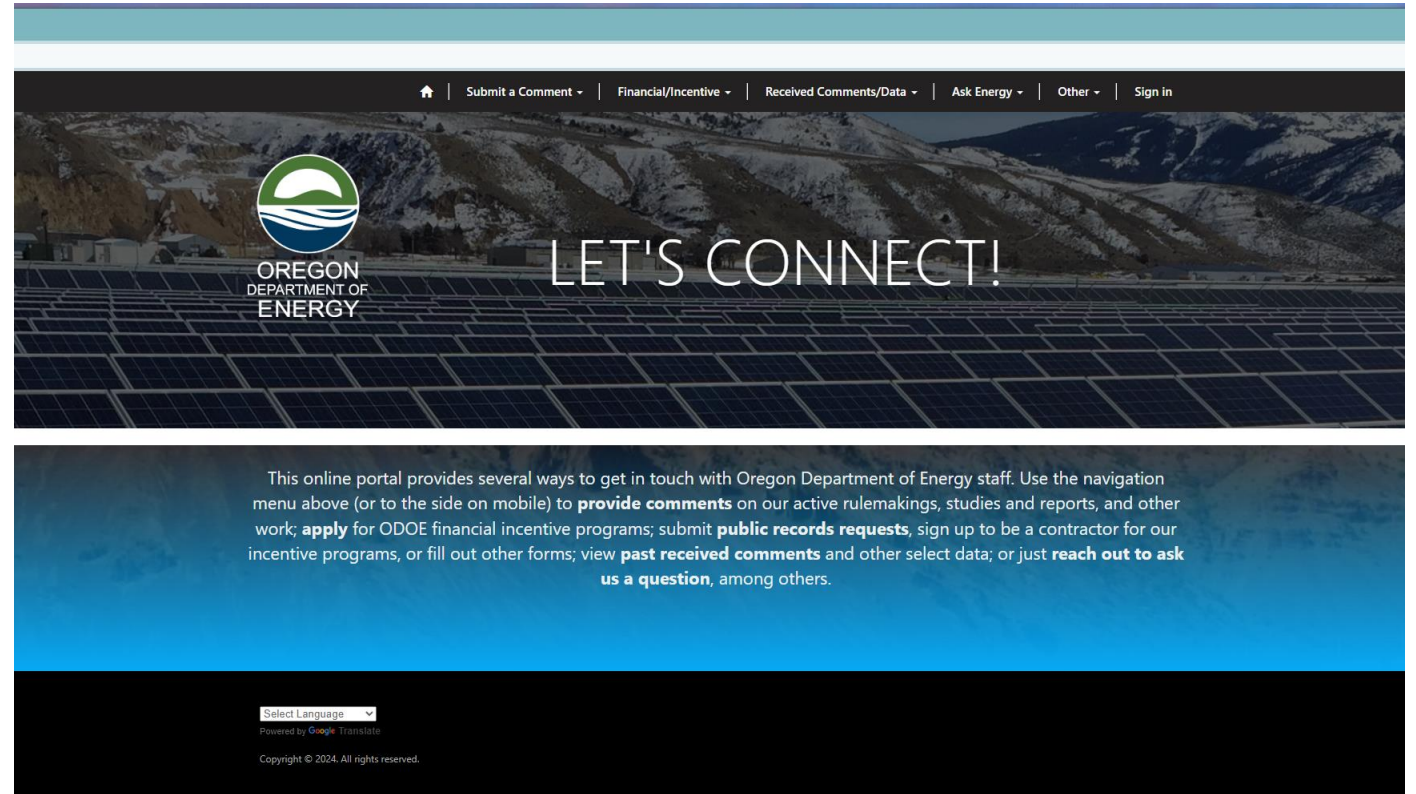 Submit a Comment Financial/Incentive Received Comments/Data Ask Energy Other Sign in
OREGON
DEPARTMENT OF
ENERGY
LET'S CONNECT!
This online portal provides several ways to get in touch with Oregon Department of Energy staff. Use the navigation
menu above (or to the side on mobile) to provide comments on our active rulemakings, studies and reports, and other
work; apply for ODOE financial incentive programs; submit public records requests, sign up to be a contractor for our
incentive programs, or fill out other forms; view past received comments and other select data; or just reach out to ask
us a question, among others.
Select Language
Powered by Google Translate
Copyright © 2024. All rights reserved.